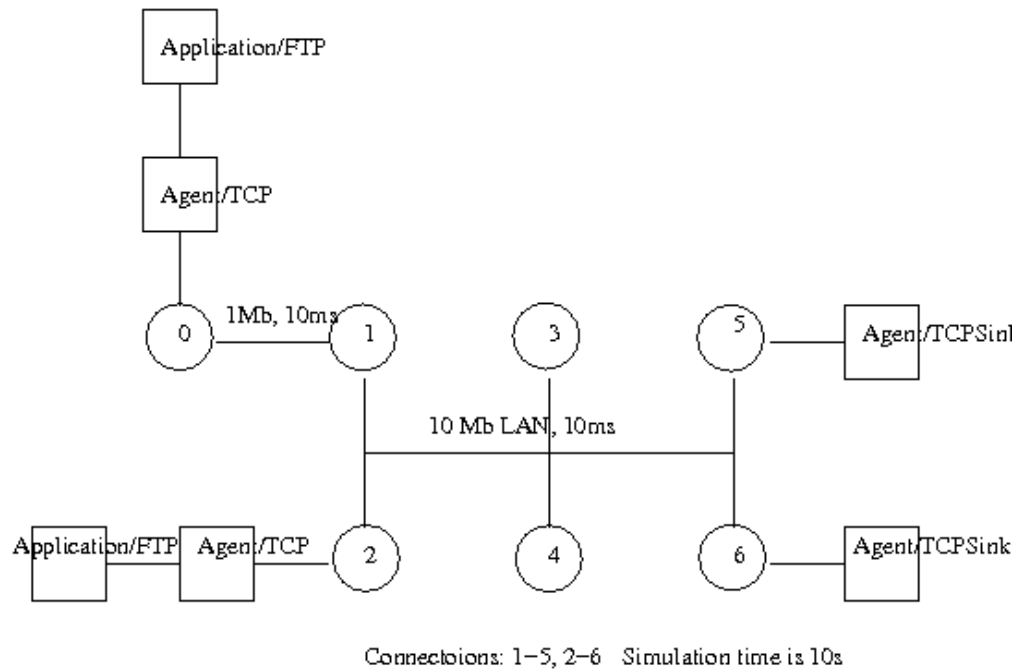 Application/FTP
Agent/TCP
1Mb, 10ms
0
1
3
5
Agent/TCPSink
10 Mb LAN, 10ms
Application/FTP
Agent/TCP
2
4
6
Agent/TCPSink
Connectoions: 1-5, 2-6 Simulation time is 10s